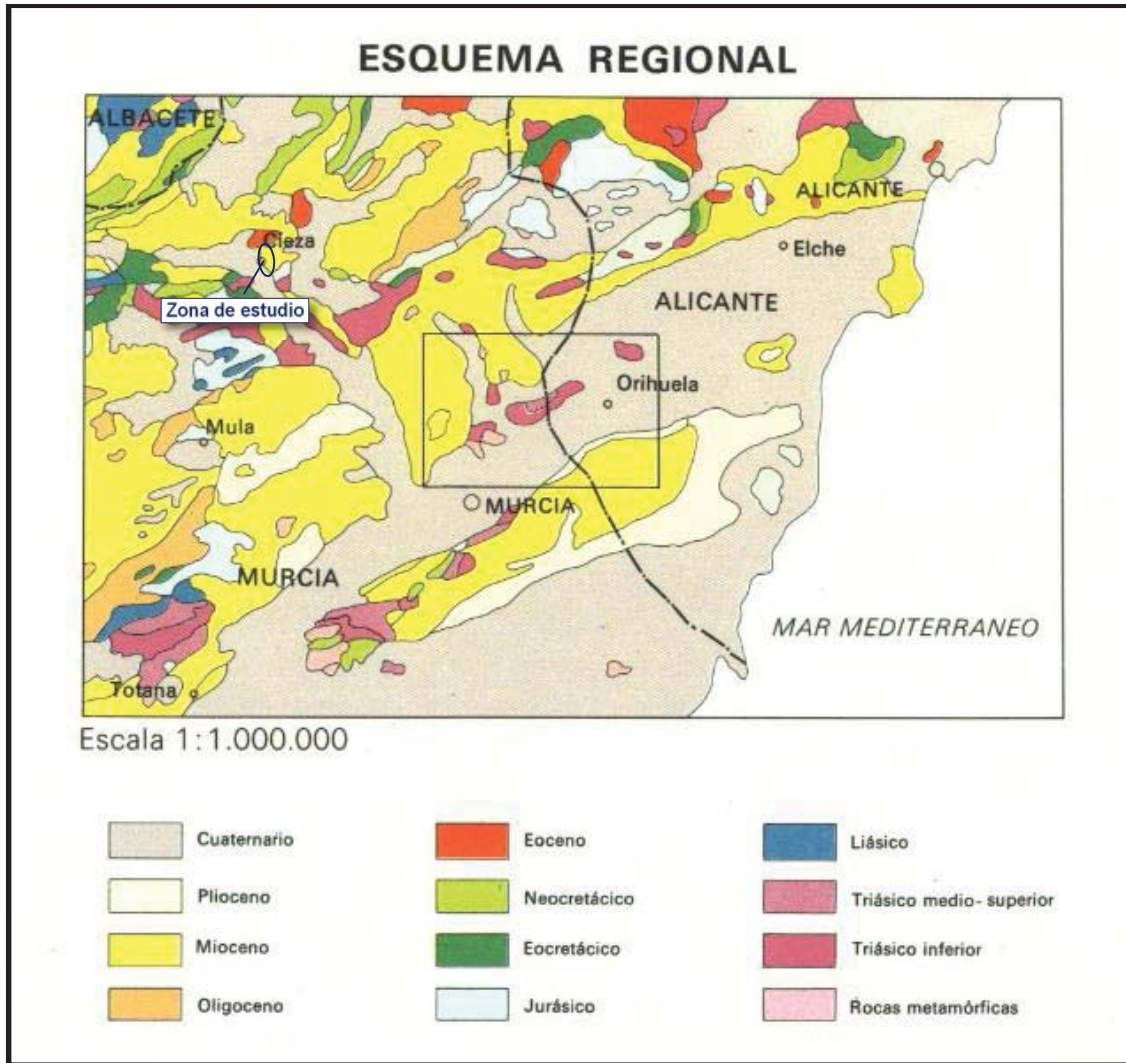 ESQUEMA REGIONAL
ALBACETE
ALICANTE
Cieza
Elche
Zona de estudio
ALICANTE
Orihuela
Mula
MURCIA
MURCIA
MAR MEDITERRANEO
Totana
Escala 1:1.000.000
Cuaternario
Eoceno
Liásico
Plioceno
Neocretácico
Triásico medio-superior
Mioceno
Eocretácico
Triásico inferior
Oligoceno
Jurásico
Rocas metamórficas